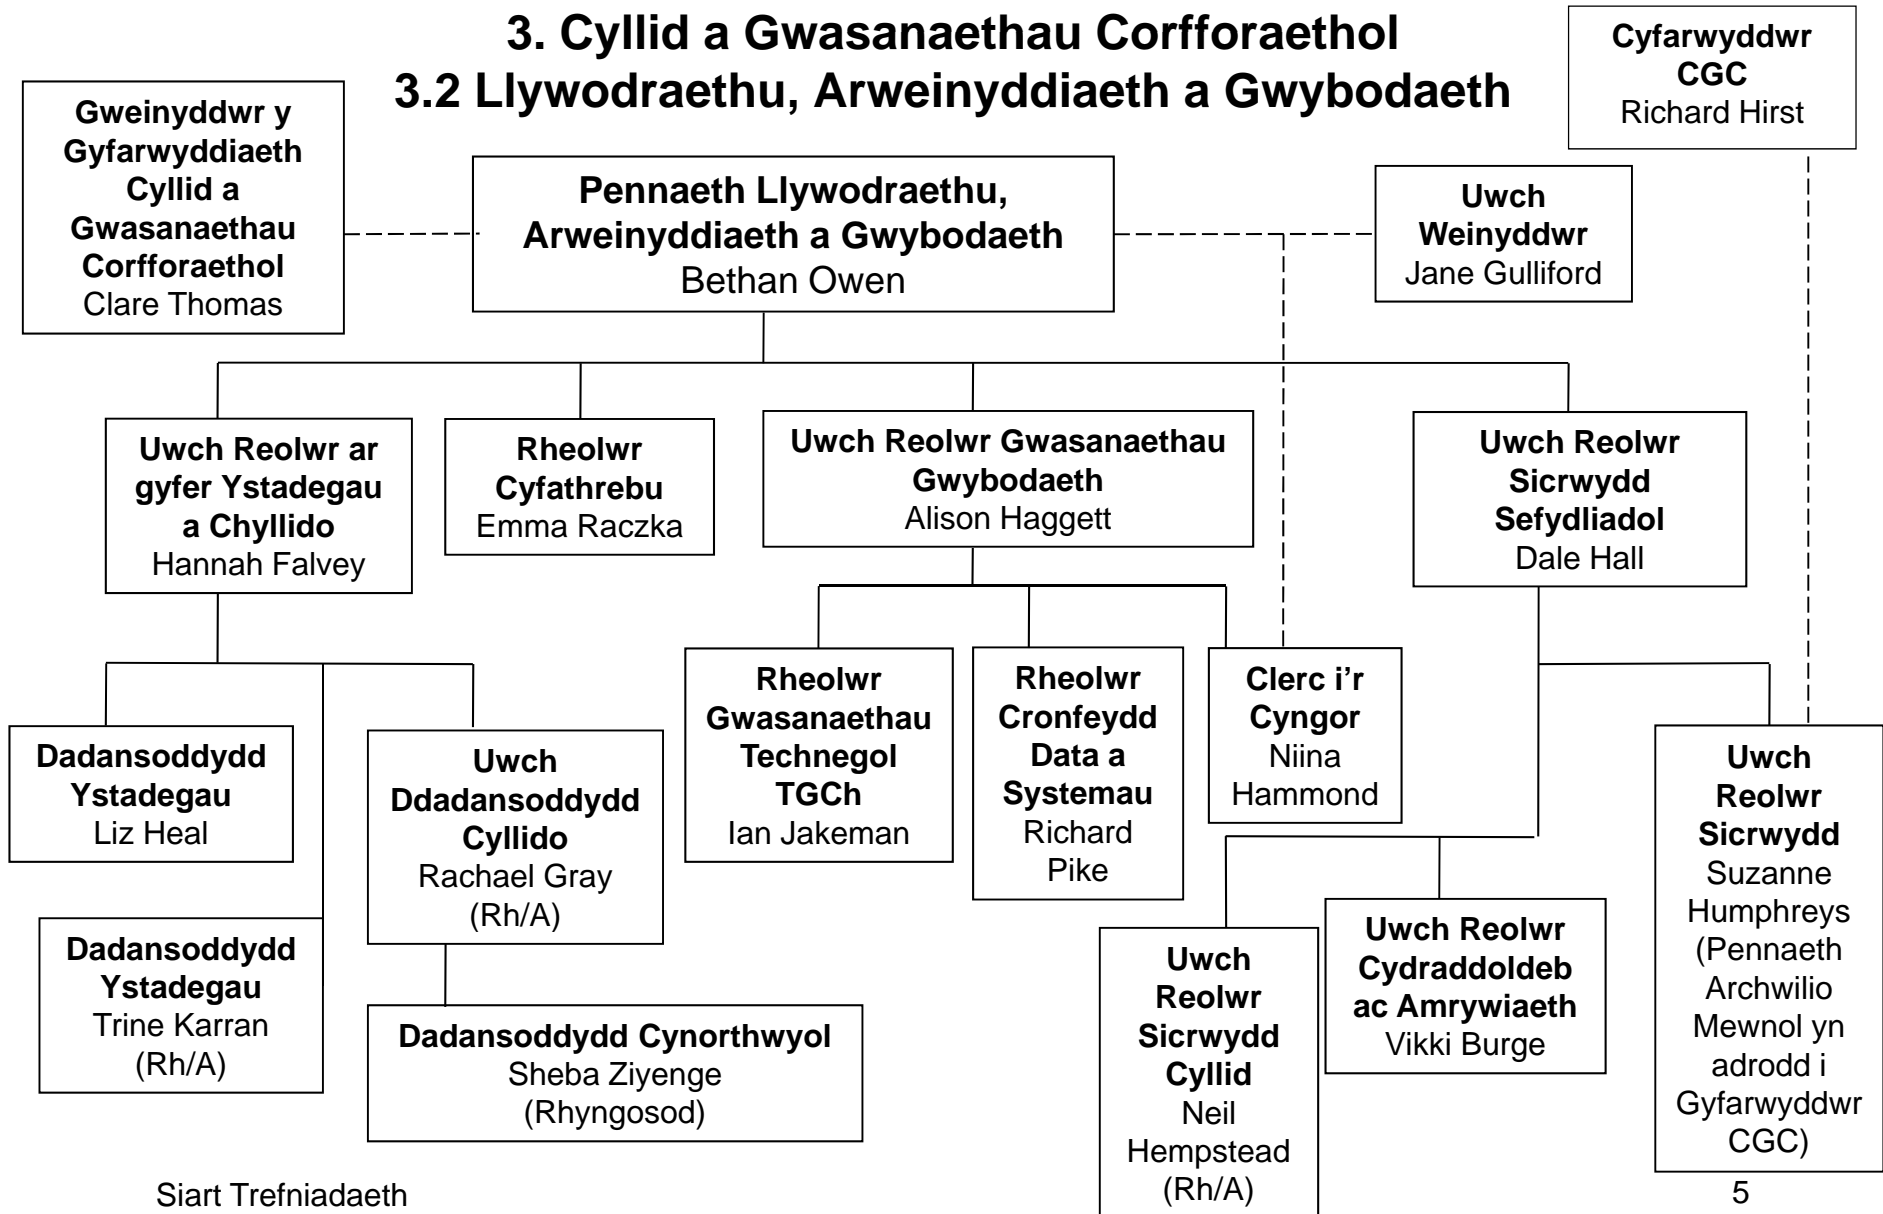 3. Cyllid a Gwasanaethau Corfforaethol
3.2 Llywodraethu, Arweinyddiaeth a Gwybodaeth
Cyfarwyddwr
CGC
Richard Hirst
Gweinyddwr y
Gyfarwyddiaeth
Cyllid a
Gwasanaethau
Corfforaethol
Clare Thomas
Pennaeth Llywodraethu,
Arweinyddiaeth a Gwybodaeth
Bethan Owen
Uwch
Weinyddwr
Jane Gulliford
Uwch Reolwr ar
gyfer Ystadegau
a Chyllido
Hannah Falvey
Rheolwr
Cyfathrebu
Emma Raczka
Uwch Reolwr Gwasanaethau
Gwybodaeth
Alison Haggett
Uwch Reolwr
Sicrwydd
Sefydliadol
Dale Hall
Dadansoddydd
Ystadegau
Liz Heal
Uwch
Ddadansoddydd
Cyllido
Rachael Gray
(Rh/A)
Rheolwr
Gwasanaethau
Technegol
TGCh
Ian Jakeman
Rheolwr
Cronfeydd
Data a
Systemau
Richard
Pike
Clerc i’r
Cyngor
Niina
Hammond
Uwch
Reolwr
Sicrwydd
Suzanne
Humphreys
(Pennaeth
Archwilio
Mewnol yn
adrodd i
Gyfarwyddwr
CGC)
Dadansoddydd
Ystadegau
Trine Karran
(Rh/A)
Dadansoddydd Cynorthwyol
Sheba Ziyenge
(Rhyngosod)
Uwch
Reolwr
Sicrwydd
Cyllid
Neil
Hempstead
(Rh/A)
Uwch Reolwr
Cydraddoldeb
ac Amrywiaeth
Vikki Burge
Siart Trefniadaeth
5